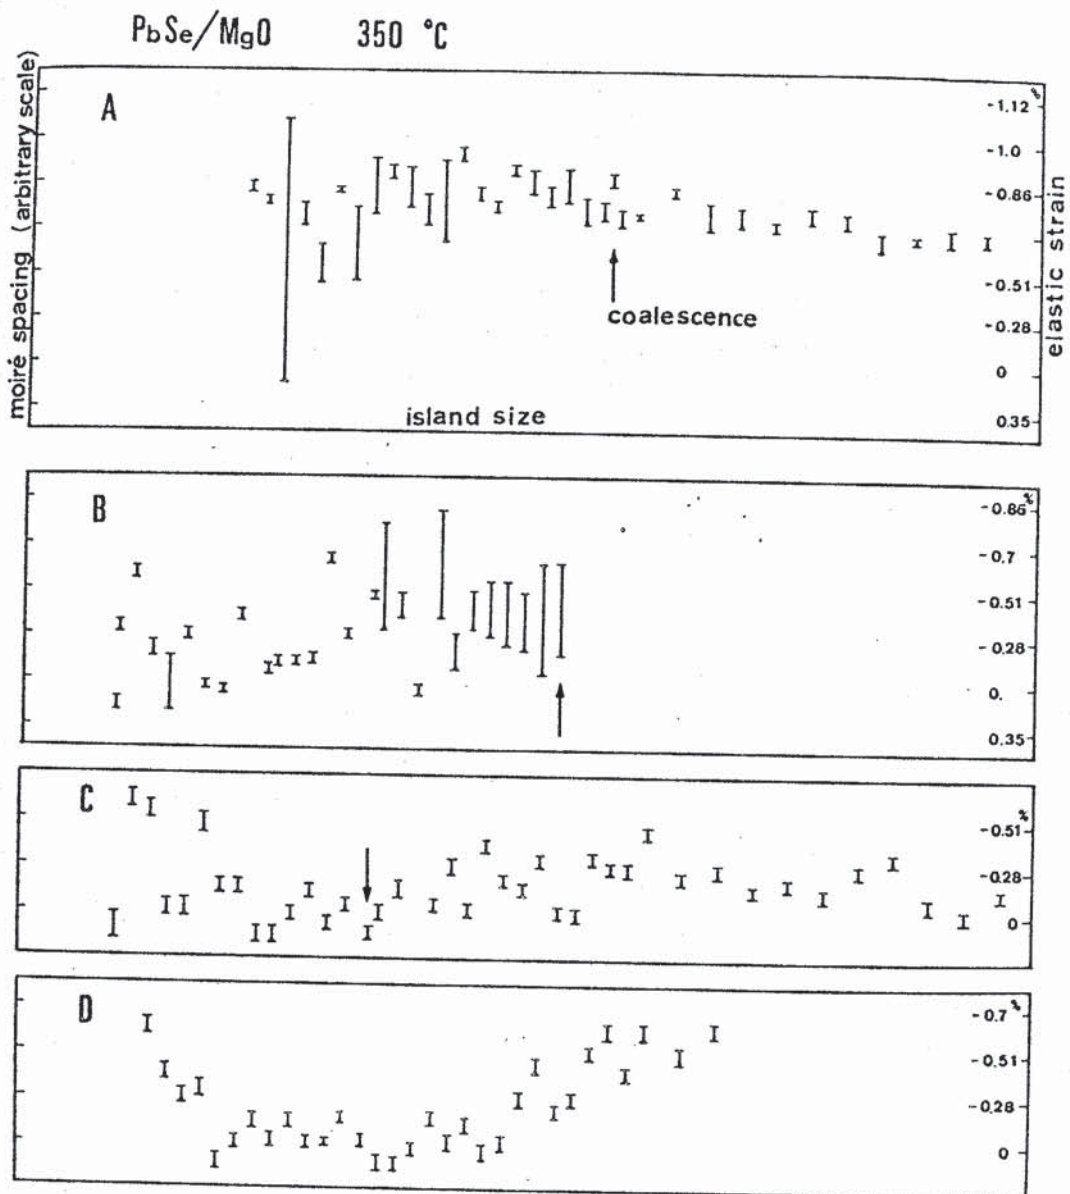 PbSe/MgO 350 °C
moiré spacing (arbitrary scale)
A
%
-1.12
-1.0
-0.86
-0.51
-0.28
0
0.35
elastic strain
coalescence
island size
B
%
-0.86
-0.7
-0.51
-0.28
0.
0.35
C
%
-0.51
-0.28
0
D
%
-0.7
-0.51
-0.28
0